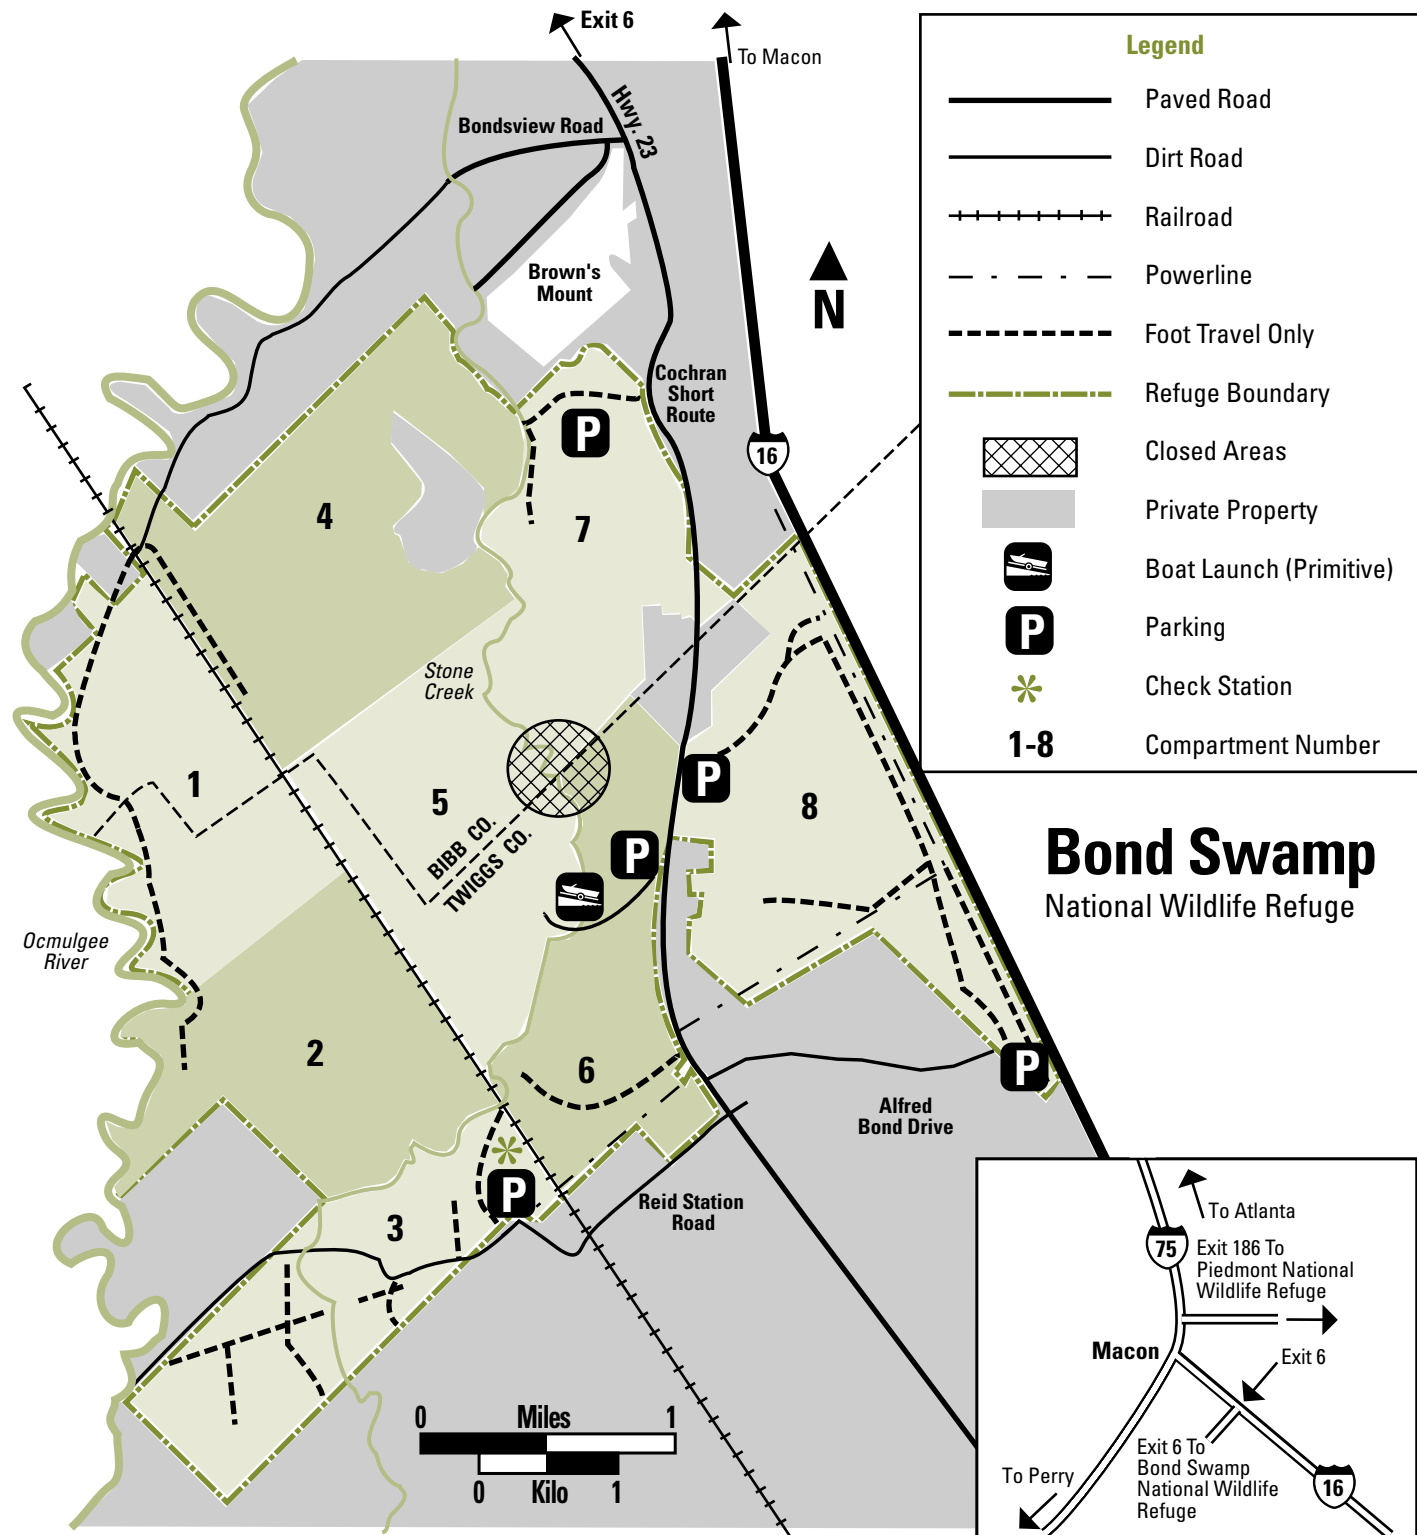 Exit 6
To Macon
Hwy. 23
Bondsview Road
Brown's
Mount
N
Cochran
Short
Route
16
P
4
7
Stone
Creek
1
5
8
P
BIBB CO.
TWIGGS CO.
P
Ocmulgee
River
2
6
P
Alfred
Bond Drive
P
Reid Station
Road
3
0 Miles 1
0 Kilo 1
Legend
Paved Road
Dirt Road
Railroad
Powerline
Foot Travel Only
Refuge Boundary
Closed Areas
Private Property
Boat Launch (Primitive)
P Parking
Check Station
1-8 Compartment Number
Bond Swamp
National Wildlife Refuge
To Atlanta
75
Exit 186 To
Piedmont National
Wildlife Refuge
Macon
Exit 6
Exit 6 To
Bond Swamp
National Wildlife
Refuge
To Perry
16